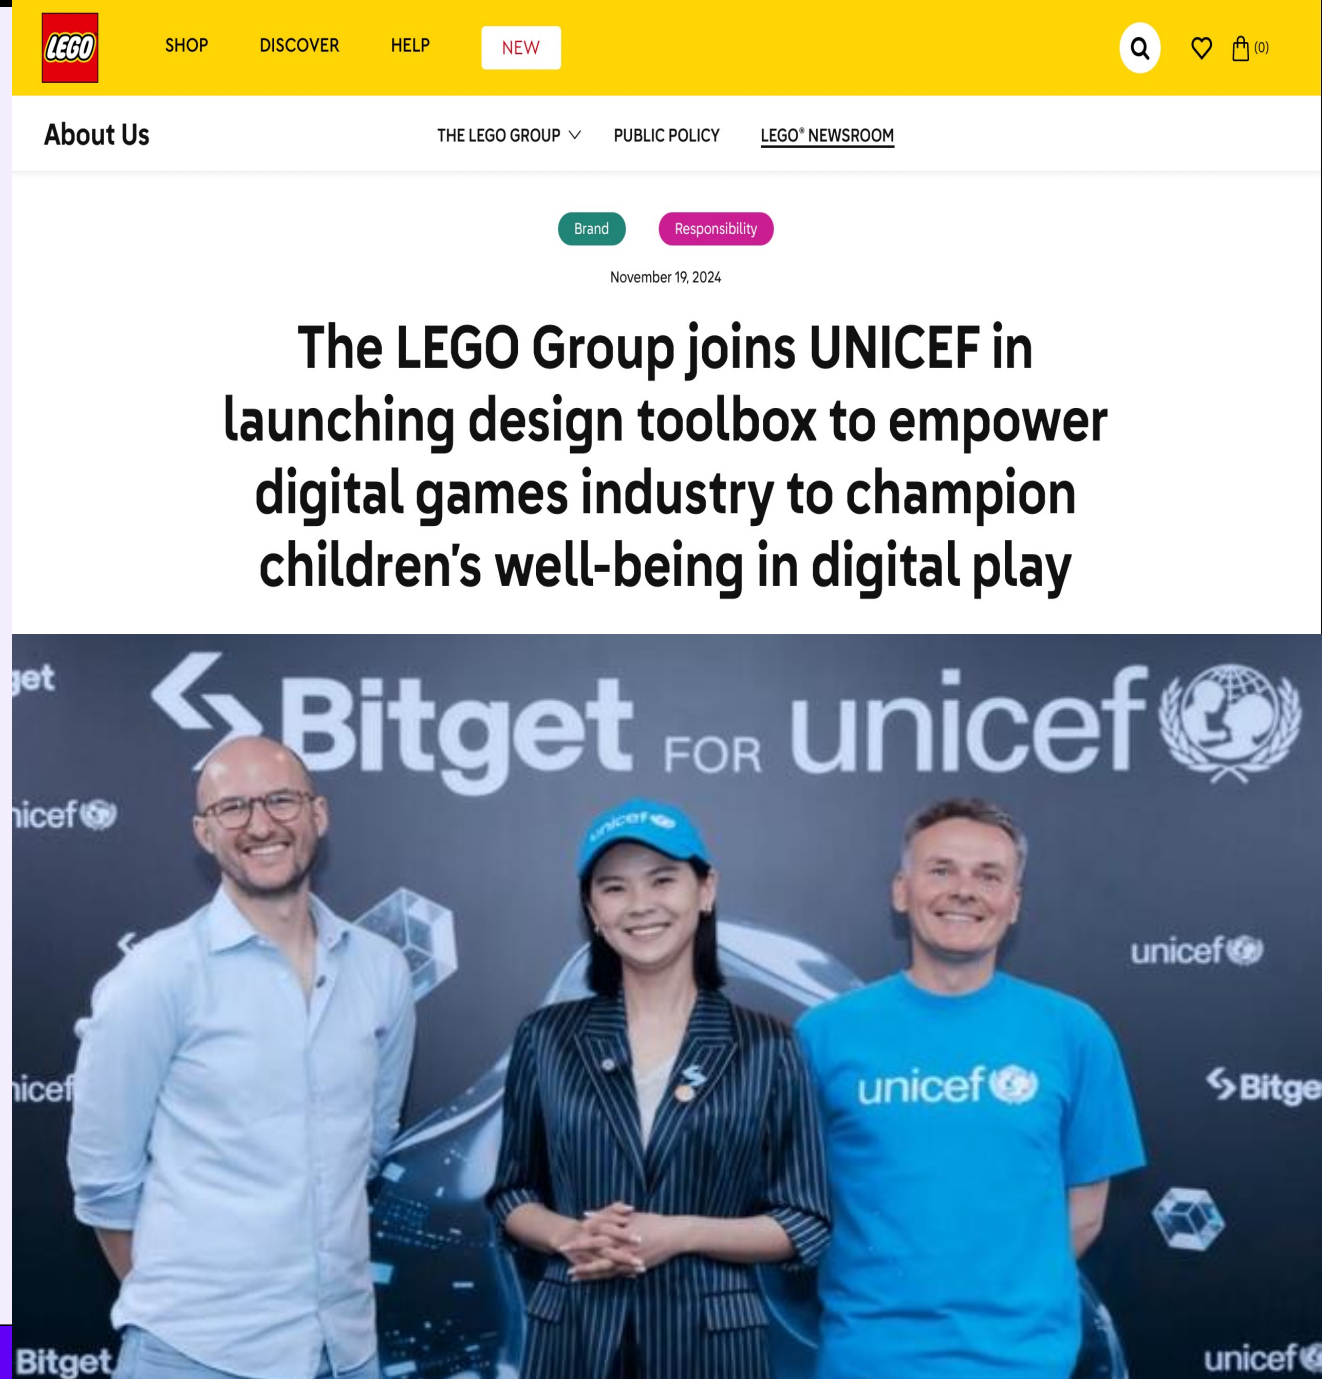 LEGO
SHOP DISCOVER HELP NEW
(0)
About Us
THE LEGO GROUP PUBLIC POLICY LEGO® NEWSROOM
Brand Responsibility
November 19, 2024
The LEGO Group joins UNICEF in
launching design toolbox to empower
digital games industry to champion
children's well-being in digital play
get
Bitget FOR unicef
nicef
unicef
unicef
nicef
unicef
Bitge
Bitget
unicef